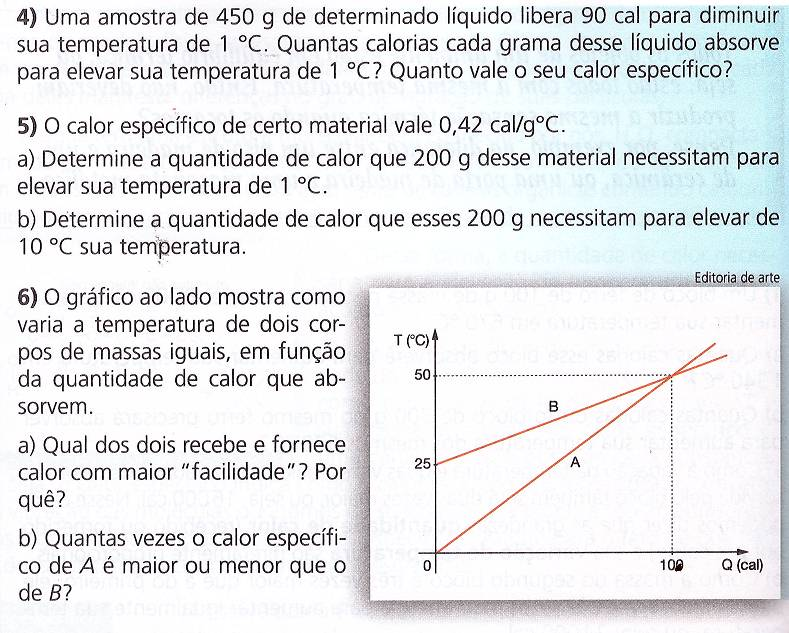 4) Uma amostra de 450 g de determinado líquido libera 90 cal para diminuir
sua temperatura de 1 °C. Quantas calorias cada grama desse líquido absorve
para elevar sua temperatura de 1 °C? Quanto vale o seu calor específico?
5) O calor específico de certo material vale 0,42 cal/g°C.
a) Determine a quantidade de calor que 200 g desse material necessitam para
elevar sua temperatura de 1 °C.
b) Determine a quantidade de calor que esses 200 g necessitam para elevar de
10 °C sua temperatura.
Editoria de arte
6) O gráfico ao lado mostra como
varia a temperatura de dois cor-
pos de massas iguais, em função
da quantidade de calor que ab-
sorvem.
a) Qual dos dois recebe e fornece
calor com maior “facilidade”? Por
quê?
b) Quantas vezes o calor específi-
co de A é maior ou menor que o
de B?
T (°C)
50
B
25
A
0
100
Q (cal)